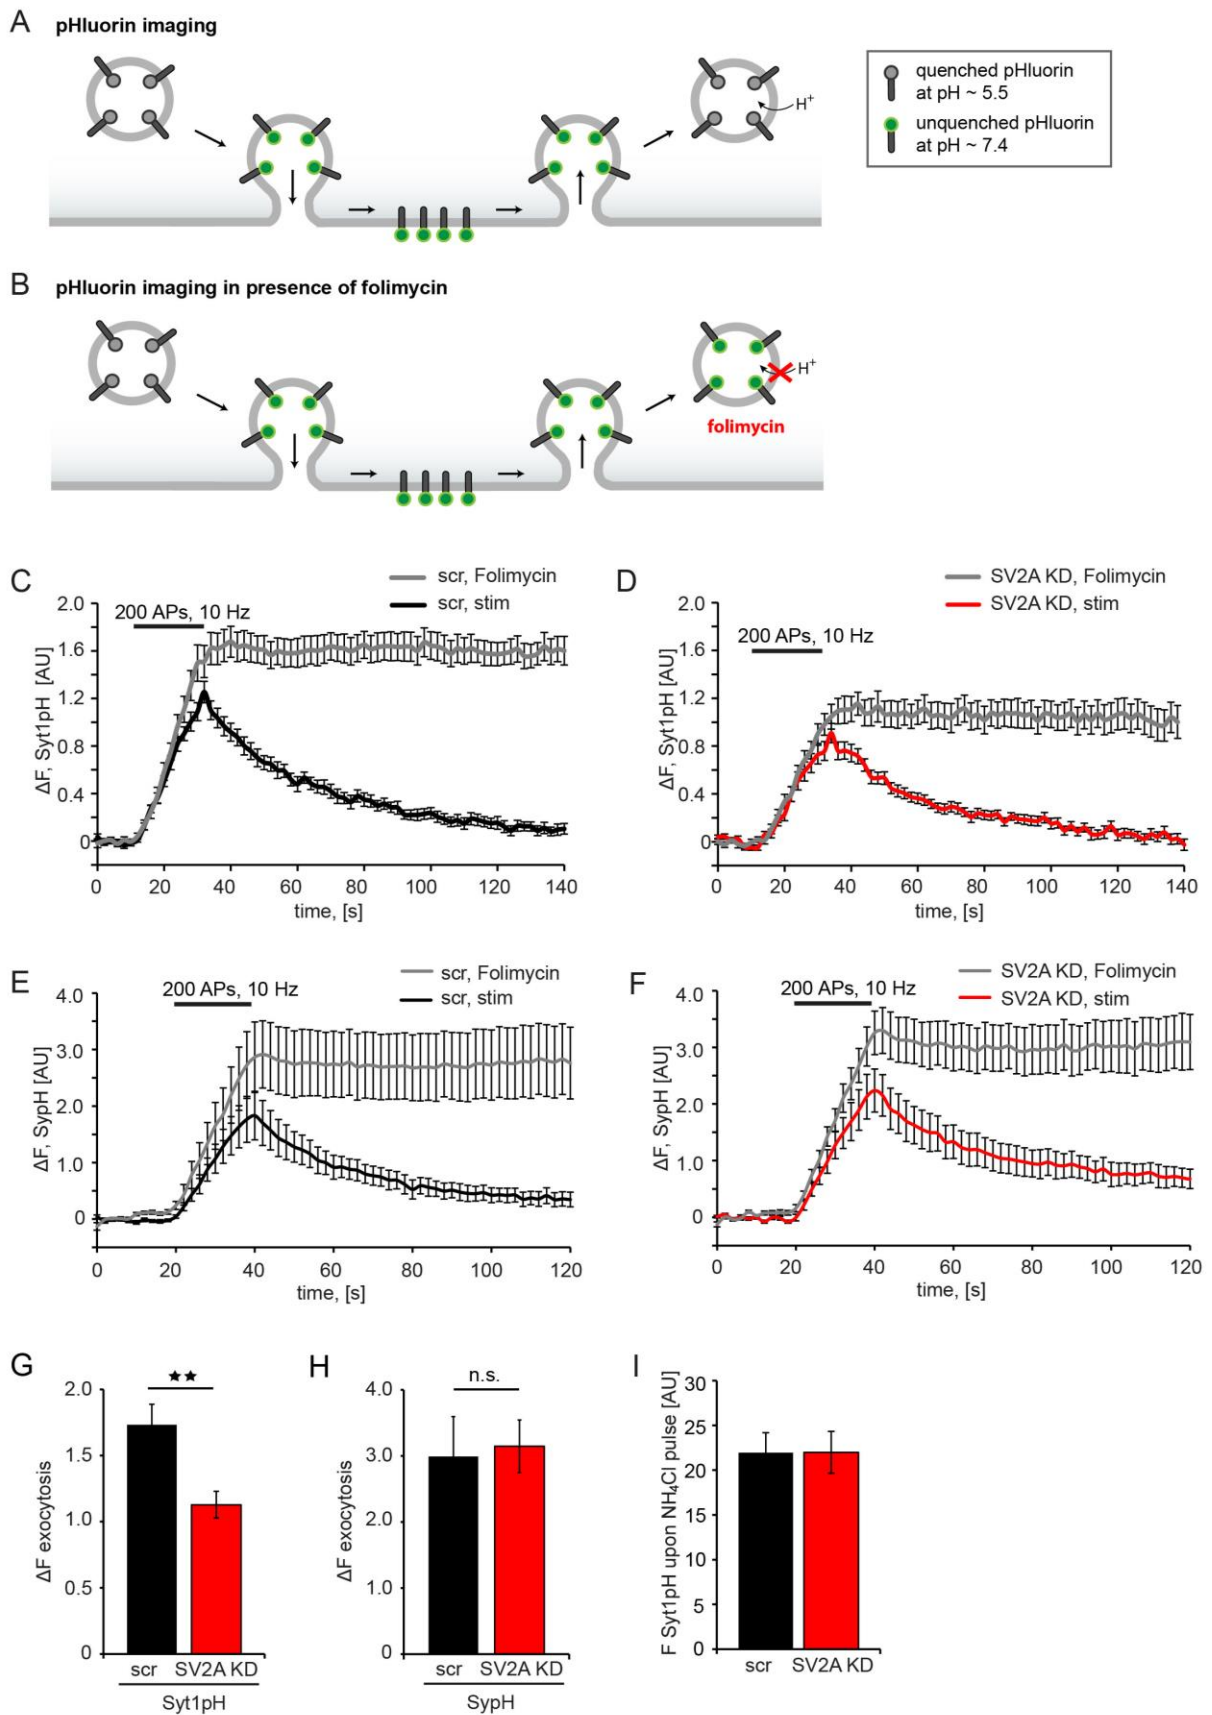 A pHluorin imaging
quenched pHluorin
at pH ~ 5.5
unquenched pHluorin
at pH ~ 7.4
H⁺
B pHluorin imaging in presence of folimycin
H⁺
folimycin
C
scr, Folimycin
scr, stim
200 APs, 10 Hz
ΔF, Syt1pH [AU]
2.0
1.6
1.2
0.8
0.4
0
0 20 40 60 80 100 120 140
time, [s]
D
SV2A KD, Folimycin
SV2A KD, stim
200 APs, 10 Hz
ΔF, Syt1pH [AU]
2.0
1.6
1.2
0.8
0.4
0
0 20 40 60 80 100 120 140
time, [s]
E
scr, Folimycin
scr, stim
200 APs, 10 Hz
ΔF, SypH [AU]
4.0
3.0
2.0
1.0
0
0 20 40 60 80 100 120
time, [s]
F
SV2A KD, Folimycin
SV2A KD, stim
200 APs, 10 Hz
ΔF, SypH [AU]
4.0
3.0
2.0
1.0
0
0 20 40 60 80 100 120
time, [s]
G
★★
ΔF exocytosis
2.0
1.5
1.0
0.5
0
scr SV2A KD
Syt1pH
H
n.s.
ΔF exocytosis
4.0
3.0
2.0
1.0
0
scr SV2A KD
SypH
I
F Syt1pH upon NH₄Cl pulse [AU]
30
25
20
15
10
5
0
scr SV2A KD